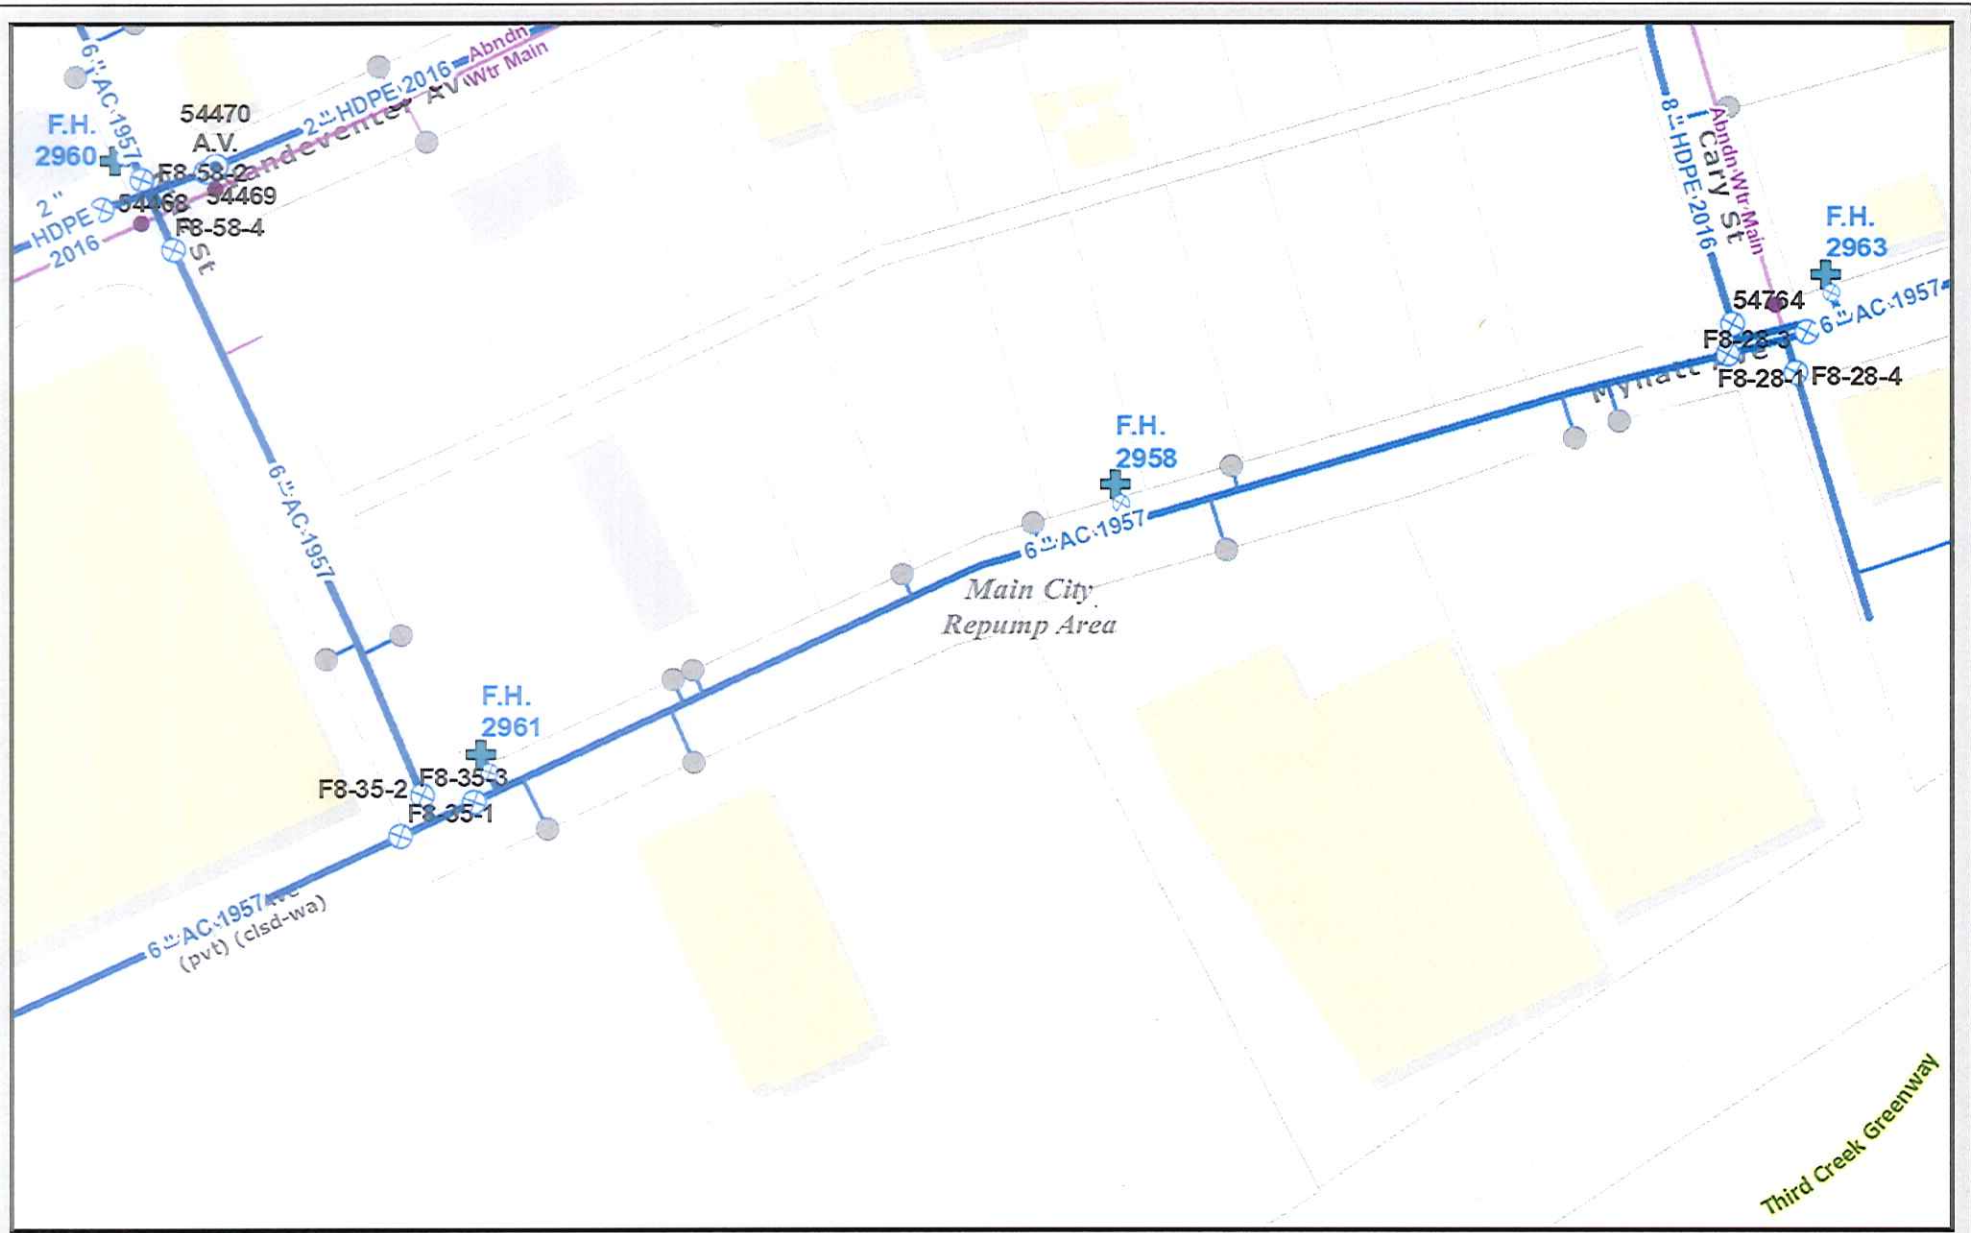 6" AC 1957
54470
A.V.
2" HDPE 2016
Abndn
Wtr Main
F.H.
2960
F8-58-2
54469
54468
F8-58-4
2"
HDPE
2016
St
6" AC 1957
8" HDPE 2016
Cary St
Abndn Wtr Main
F.H.
2963
54764
6" AC 1957
F8-28-3
F8-28-1
F8-28-4
F.H.
2958
6" AC 1957
Main City
Repump Area
F.H.
2961
F8-35-2
F8-35-3
F8-35-1
6" AC 1957
(pvt) (clsd-wa)
Third Creek Greenway